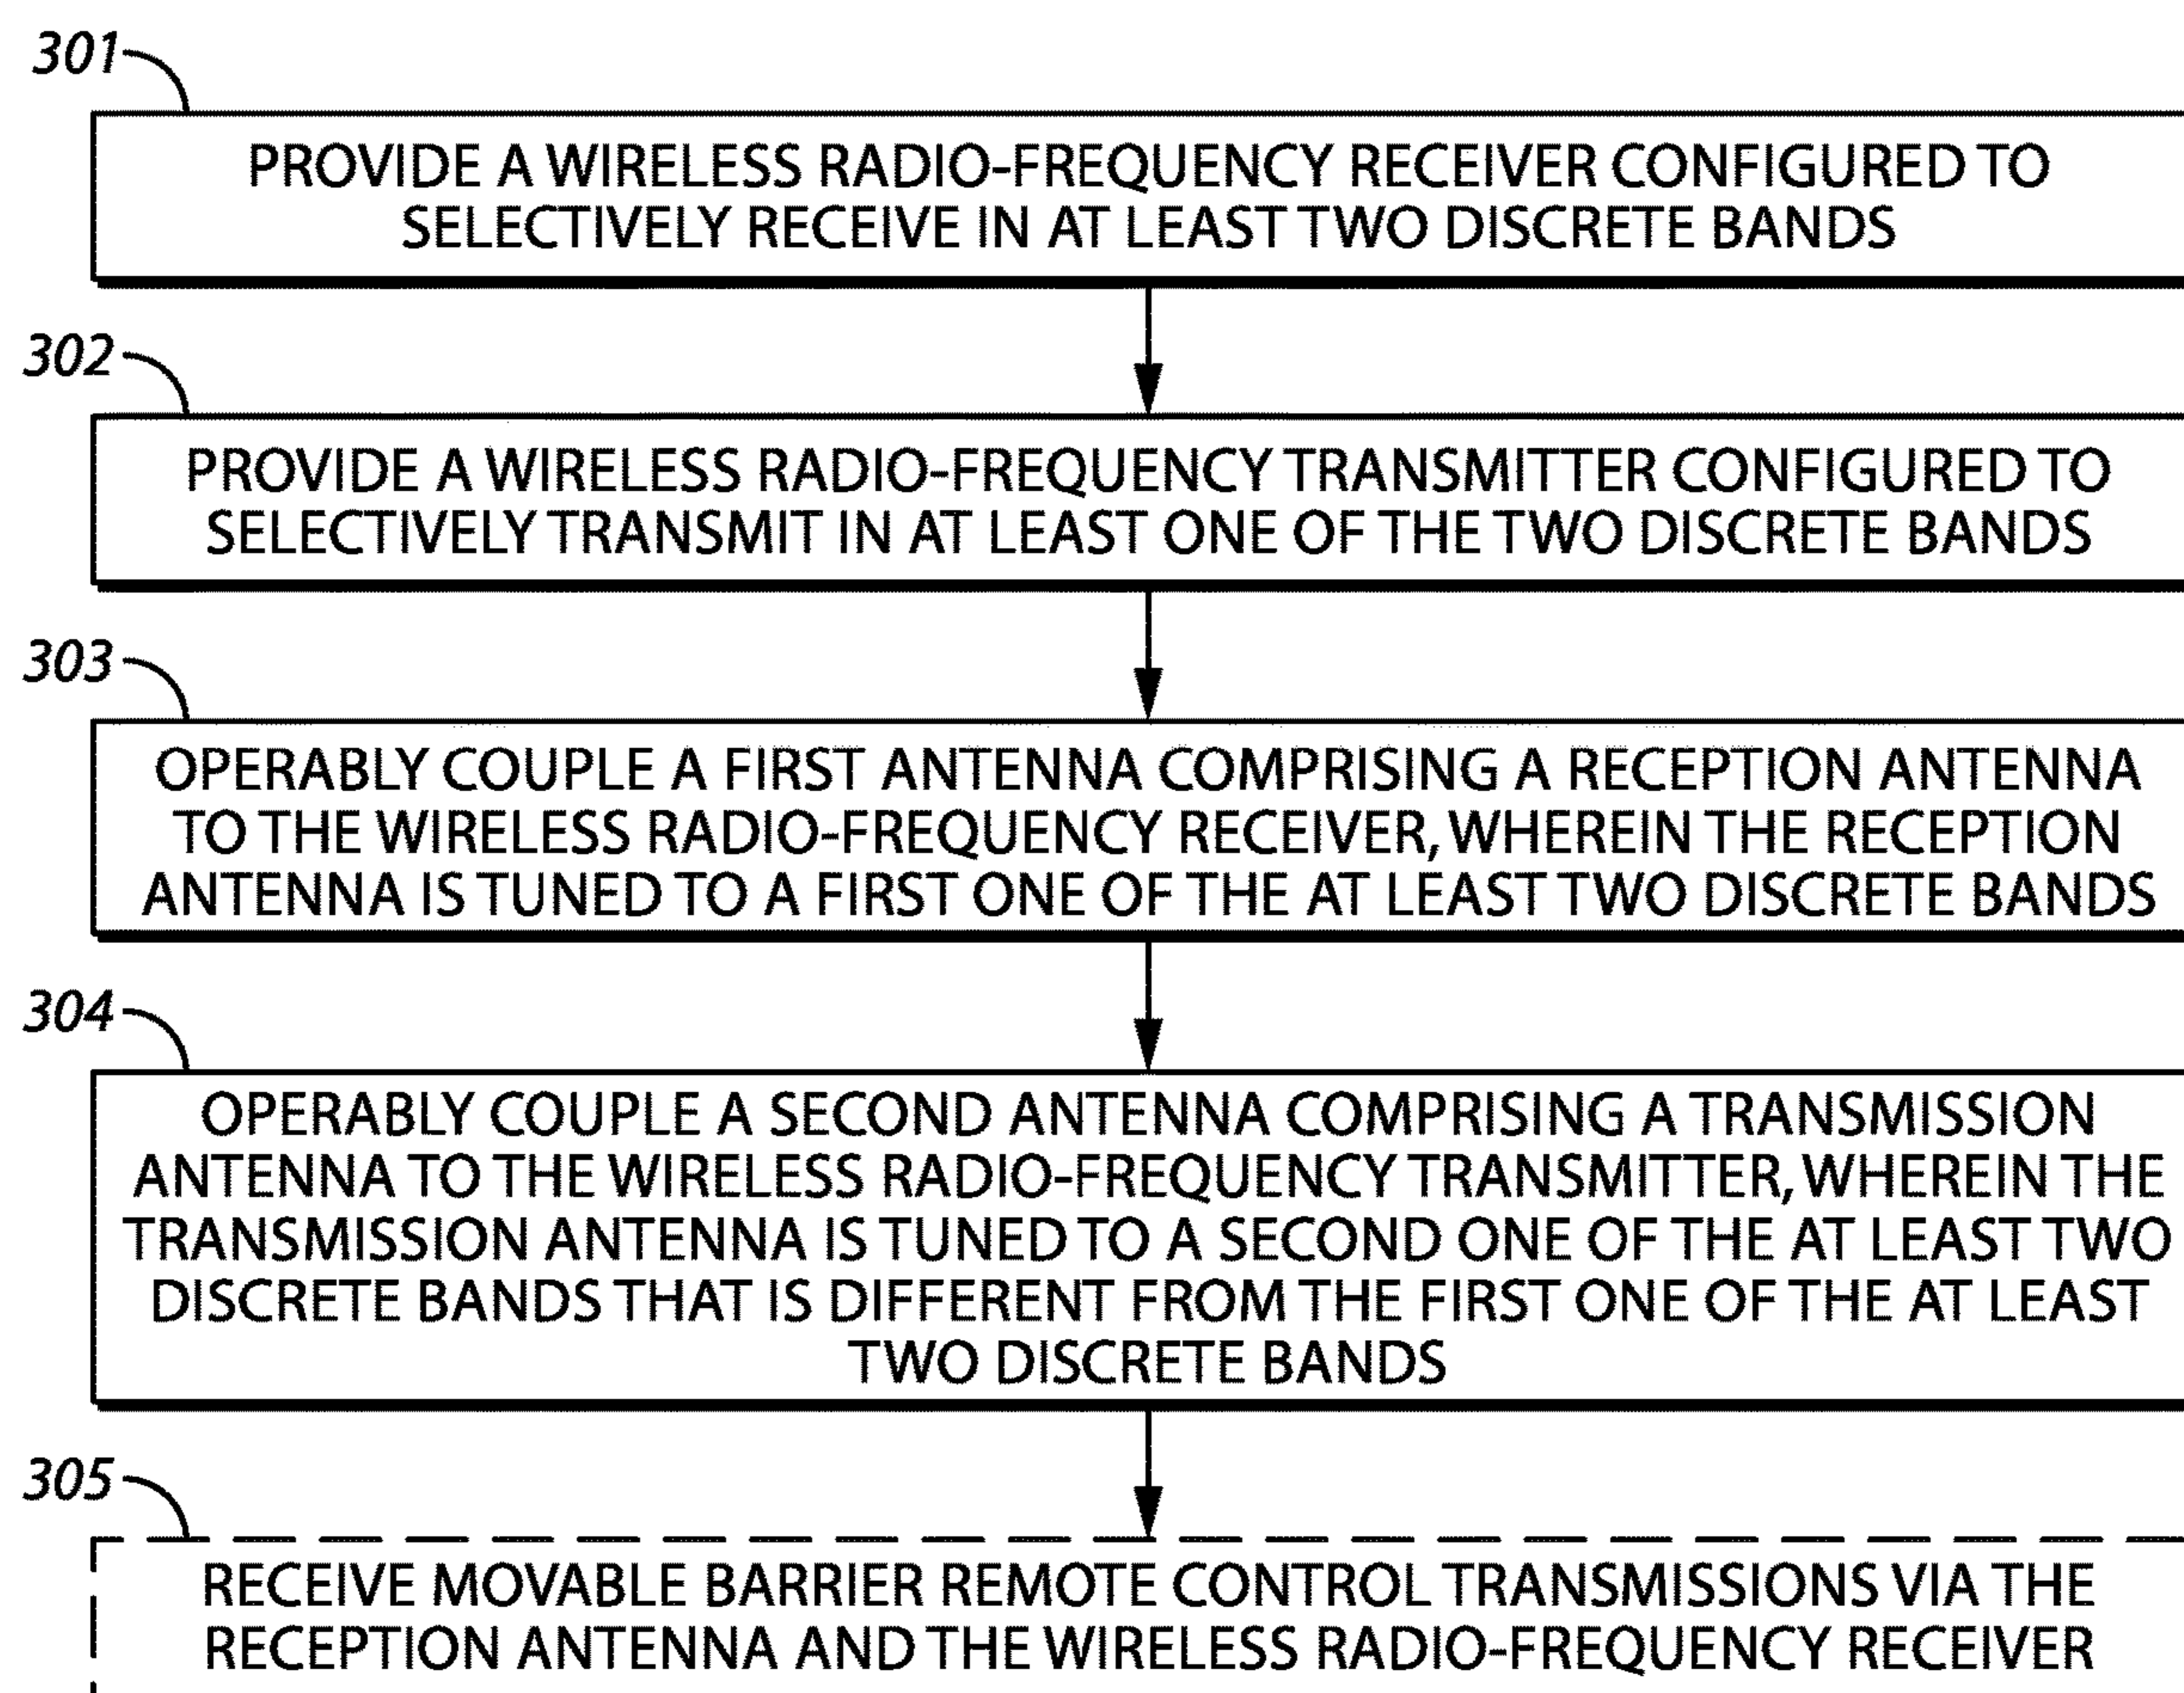 301
PROVIDE A WIRELESS RADIO-FREQUENCY RECEIVER CONFIGURED TO
SELECTIVELY RECEIVE IN AT LEAST TWO DISCRETE BANDS
302
PROVIDE A WIRELESS RADIO-FREQUENCY TRANSMITTER CONFIGURED TO
SELECTIVELY TRANSMIT IN AT LEAST ONE OF THE TWO DISCRETE BANDS
303
OPERABLY COUPLE A FIRST ANTENNA COMPRISING A RECEPTION ANTENNA
TO THE WIRELESS RADIO-FREQUENCY RECEIVER, WHEREIN THE RECEPTION
ANTENNA IS TUNED TO A FIRST ONE OF THE AT LEAST TWO DISCRETE BANDS
304
OPERABLY COUPLE A SECOND ANTENNA COMPRISING A TRANSMISSION
ANTENNA TO THE WIRELESS RADIO-FREQUENCY TRANSMITTER, WHEREIN THE
TRANSMISSION ANTENNA IS TUNED TO A SECOND ONE OF THE AT LEAST TWO
DISCRETE BANDS THAT IS DIFFERENT FROM THE FIRST ONE OF THE AT LEAST
TWO DISCRETE BANDS
305
RECEIVE MOVABLE BARRIER REMOTE CONTROL TRANSMISSIONS VIA THE
RECEPTION ANTENNA AND THE WIRELESS RADIO-FREQUENCY RECEIVER